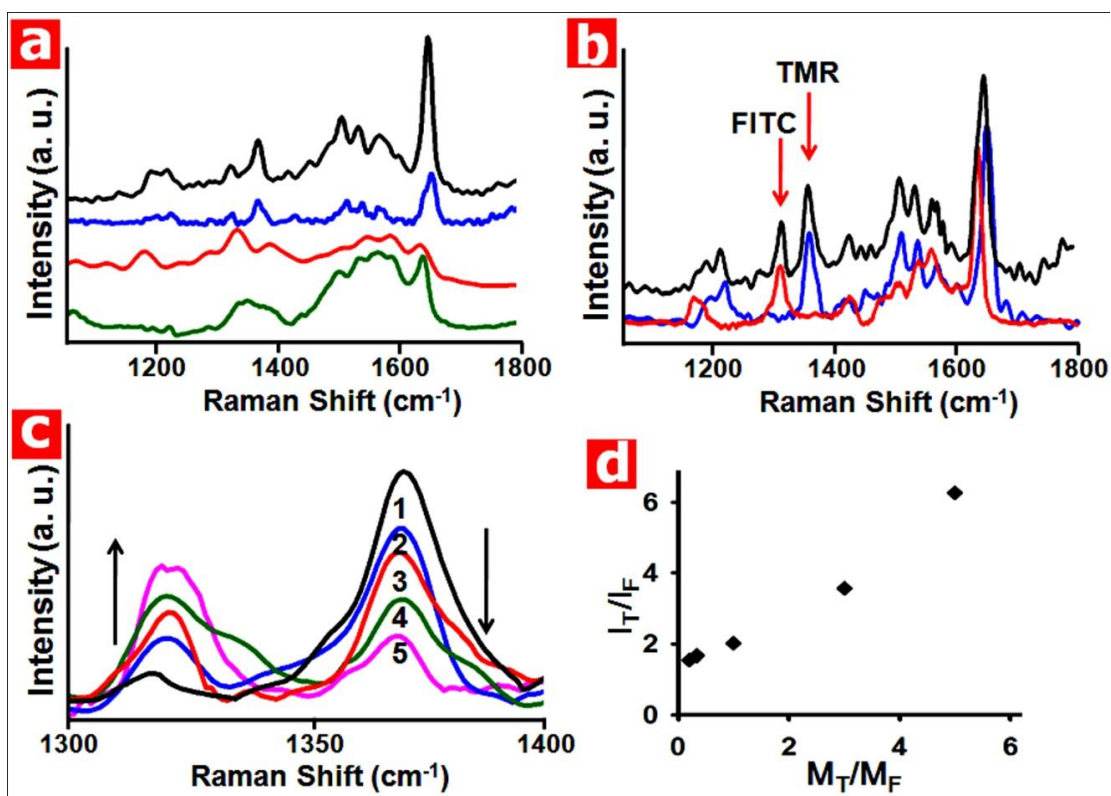 a
Intensity (a. u.)
1200 1400 1600 1800
Raman Shift (cm⁻¹)
b
TMR
FITC
Intensity (a. u.)
1200 1400 1600 1800
Raman Shift (cm⁻¹)
c
1
2
3
4
5
Intensity (a. u.)
1300 1350 1400
Raman Shift (cm⁻¹)
d
6
4
2
0
I_T/I_F
0 2 4 6
M_T/M_F